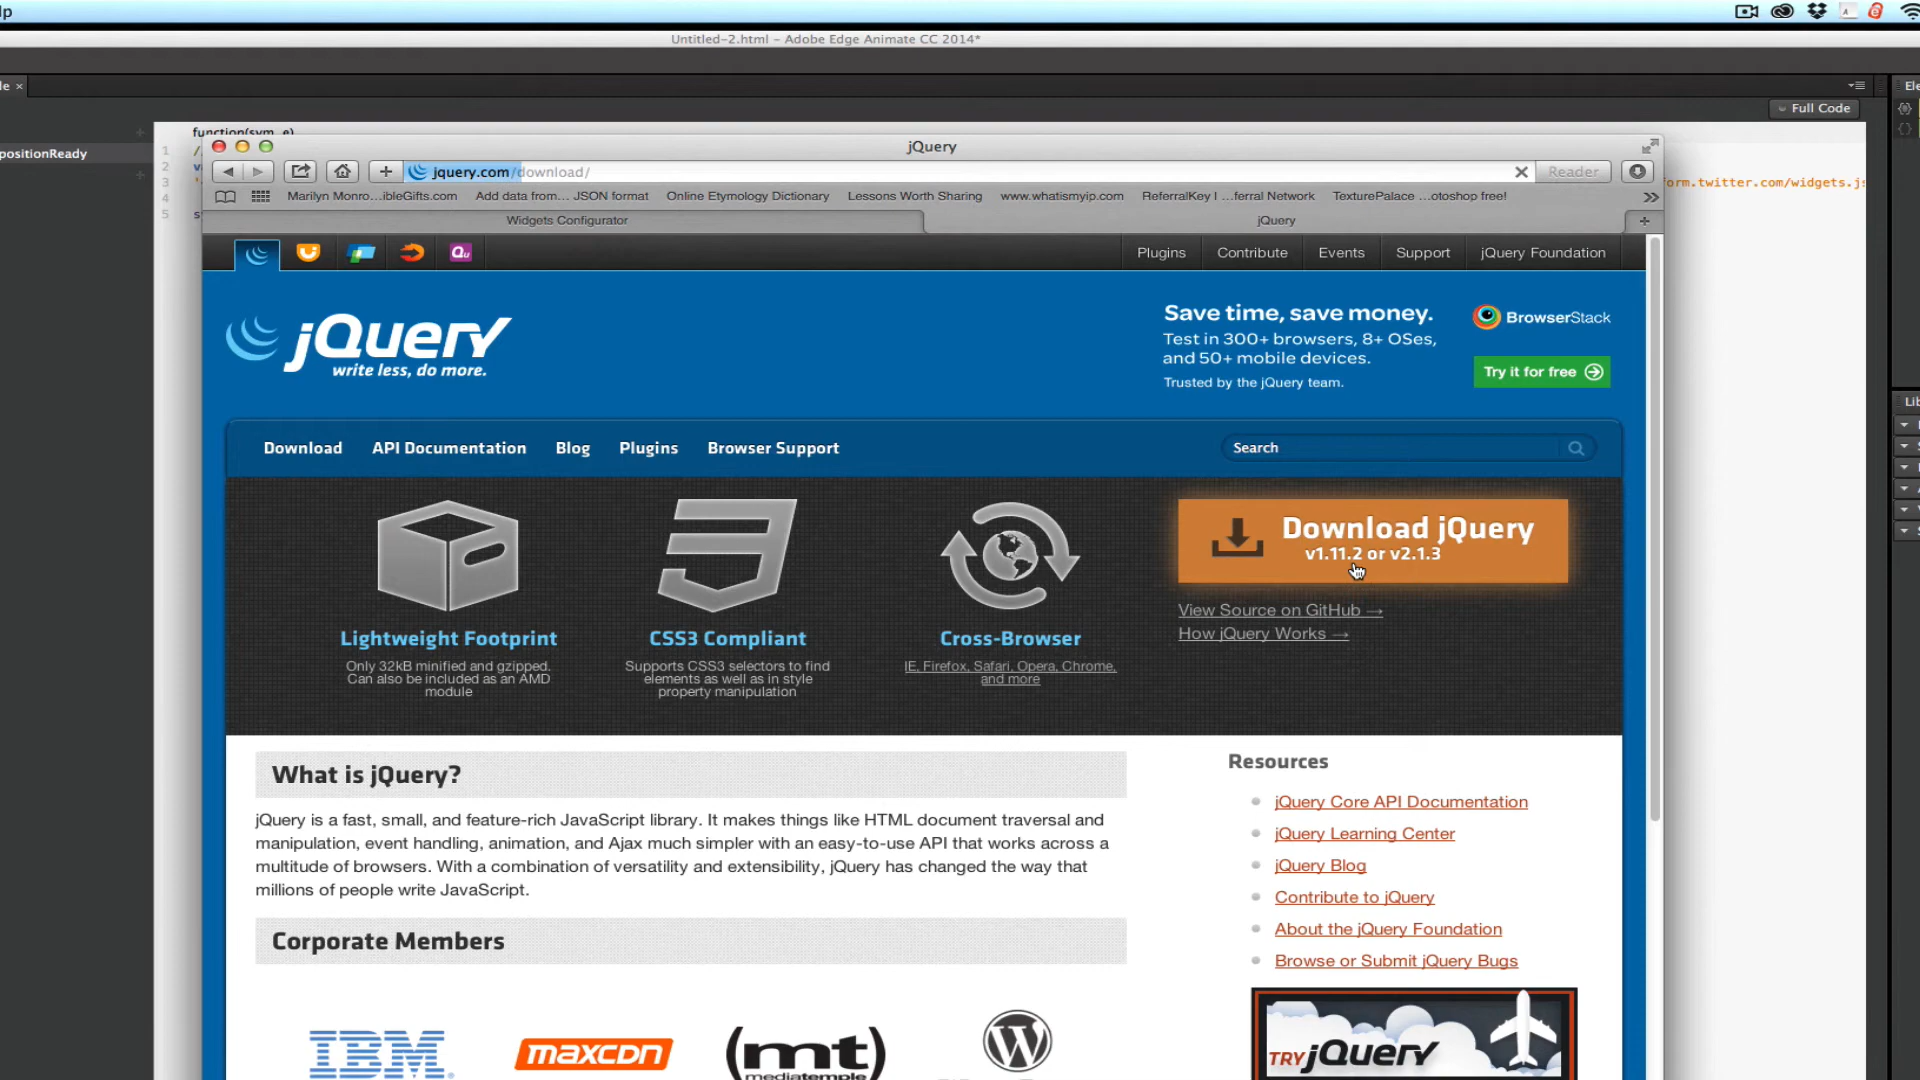 lp
Untitled-2.html – Adobe Edge Animate CC 2014*
le ×
Full Code
Ele
positionReady
function(sym, e)
1
2
3
4
5
form.twitter.com/widgets.js
jQuery
jquery.com/download/
Reader
Marilyn Monro...ibleGifts.com
Add data from... JSON format
Online Etymology Dictionary
Lessons Worth Sharing
www.whatismyip.com
ReferralKey I ...ferral Network
TexturePalace ...otoshop free!
Widgets Configurator
jQuery
Qu
Plugins
Contribute
Events
Support
jQuery Foundation
jQuery
write less, do more.
Save time, save money.
Test in 300+ browsers, 8+ OSes,
and 50+ mobile devices.
Trusted by the jQuery team.
BrowserStack
Try it for free
Download
API Documentation
Blog
Plugins
Browser Support
Search
Lib
Download jQuery
v1.11.2 or v2.1.3
View Source on GitHub →
How jQuery Works →
Lightweight Footprint
Only 32kB minified and gzipped.
Can also be included as an AMD
module
CSS3 Compliant
Supports CSS3 selectors to find
elements as well as in style
property manipulation
Cross-Browser
IE, Firefox, Safari, Opera, Chrome,
and more
What is jQuery?
jQuery is a fast, small, and feature-rich JavaScript library. It makes things like HTML document traversal and
manipulation, event handling, animation, and Ajax much simpler with an easy-to-use API that works across a
multitude of browsers. With a combination of versatility and extensibility, jQuery has changed the way that
millions of people write JavaScript.
Corporate Members
IBM
maxcdn
(mt)
mediatemple
Resources
jQuery Core API Documentation
jQuery Learning Center
jQuery Blog
Contribute to jQuery
About the jQuery Foundation
Browse or Submit jQuery Bugs
TRY jQuery